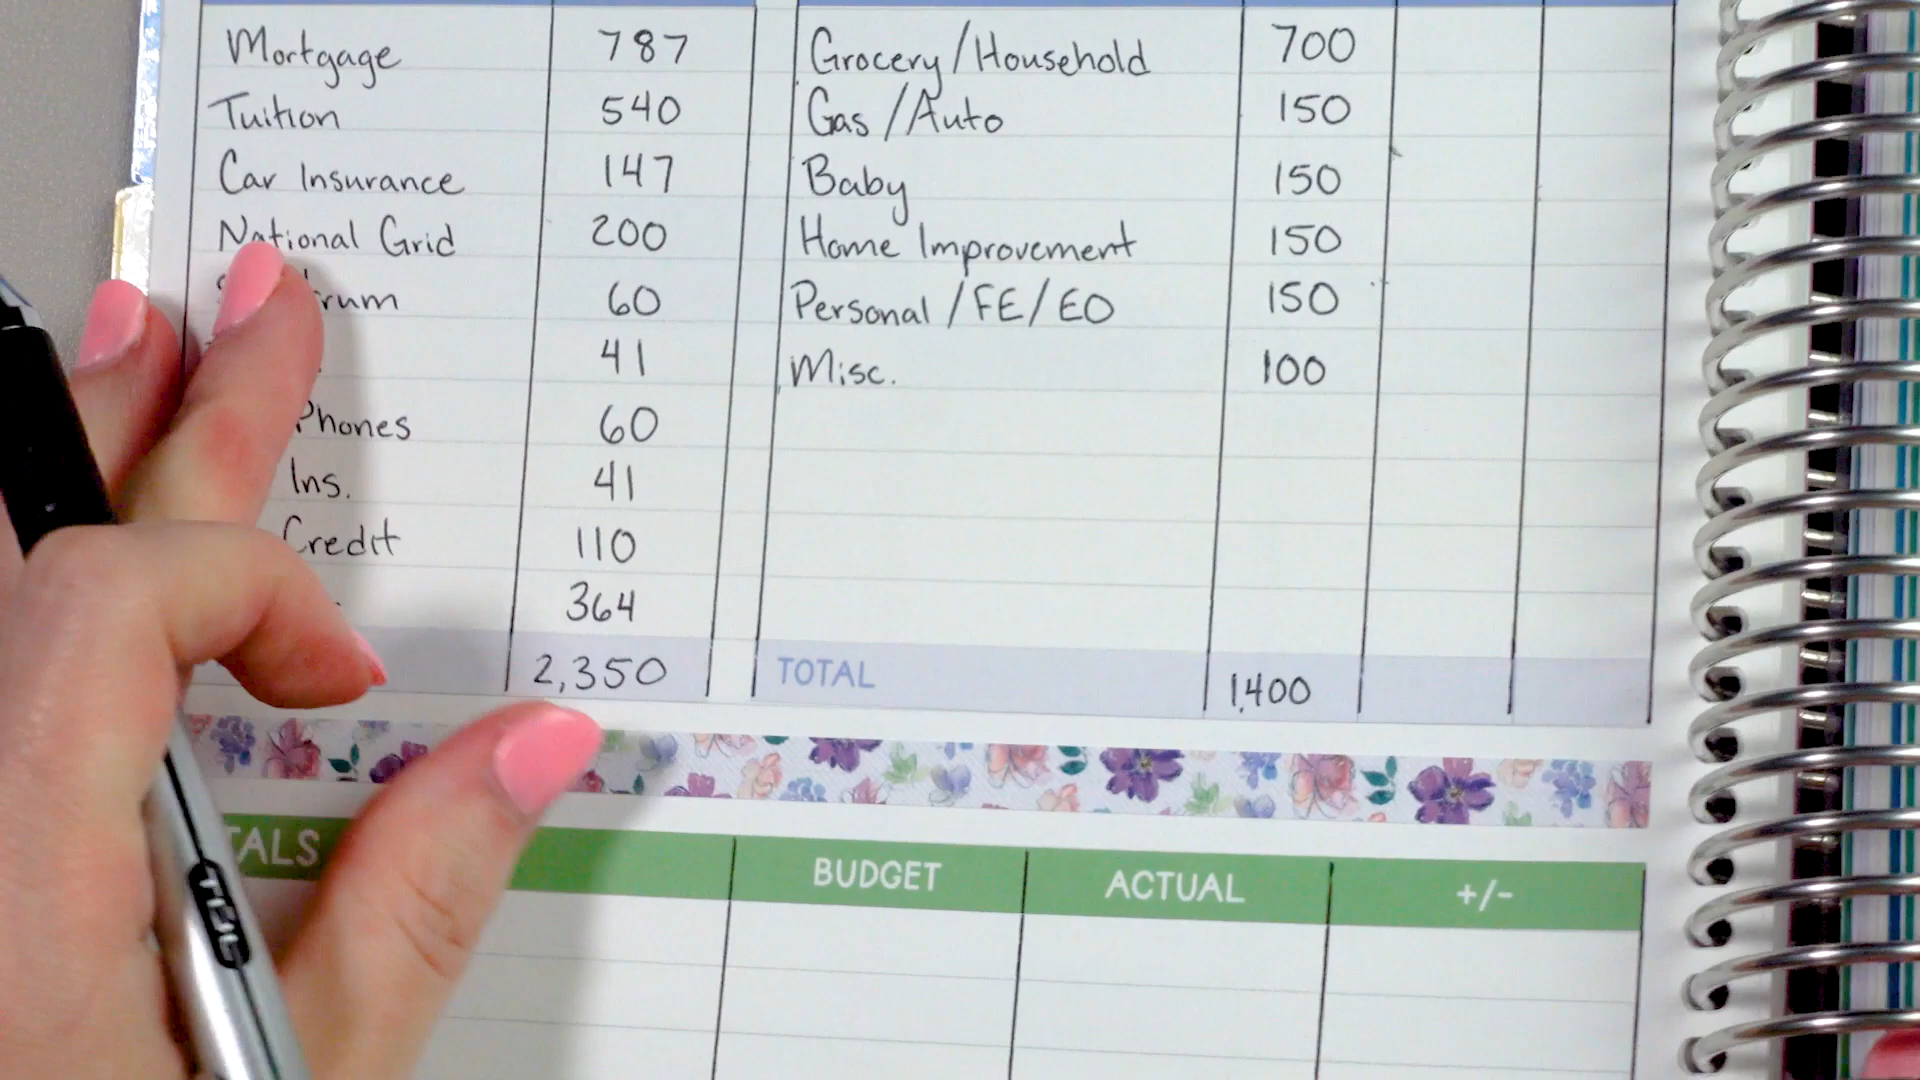 Mortgage 787
Tuition 540
Car Insurance 147
National Grid 200
60
41
Phones 60
Ins. 41
Credit 110
364
2,350
Grocery/Household 700
Gas/Auto 150
Baby 150
Home Improvement 150
Personal/FE/EO 150
Misc. 100
TOTAL 1,400
BUDGET ACTUAL +/-
TUL